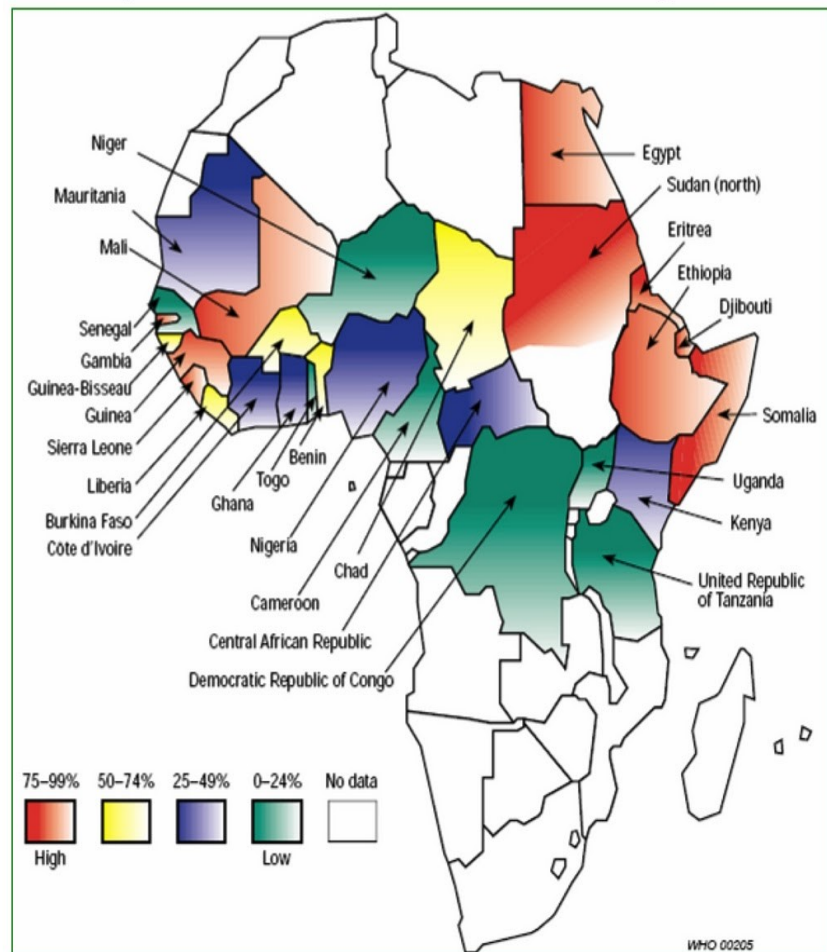 Niger
Mauritania
Mali
Senegal
Gambia
Guinea-Bissau
Guinea
Sierra Leone
Liberia
Burkina Faso
Côte d'Ivoire
Ghana
Togo
Benin
Nigeria
Cameroon
Chad
Central African Republic
Democratic Republic of Congo
Egypt
Sudan (north)
Eritrea
Ethiopia
Djibouti
Somalia
Uganda
Kenya
United Republic
of Tanzania
75–99% 50–74% 25–49% 0–24% No data
High Low
WHO 00205